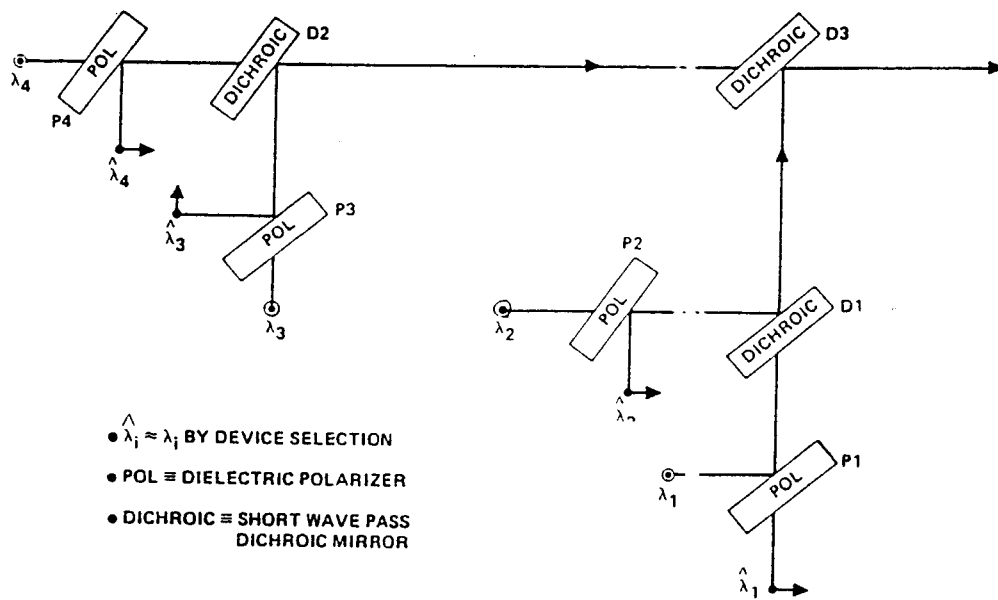 D2
D3
POL
DICHROIC
DICHROIC
λ4
P4
λ̂4
P3
λ̂3
POL
P2
λ3
λ2
POL
D1
DICHROIC
λ̂
P1
λ1
POL
λ̂1
● λ̂i ≈ λi BY DEVICE SELECTION
● POL ≡ DIELECTRIC POLARIZER
● DICHROIC ≡ SHORT WAVE PASS
DICHROIC MIRROR